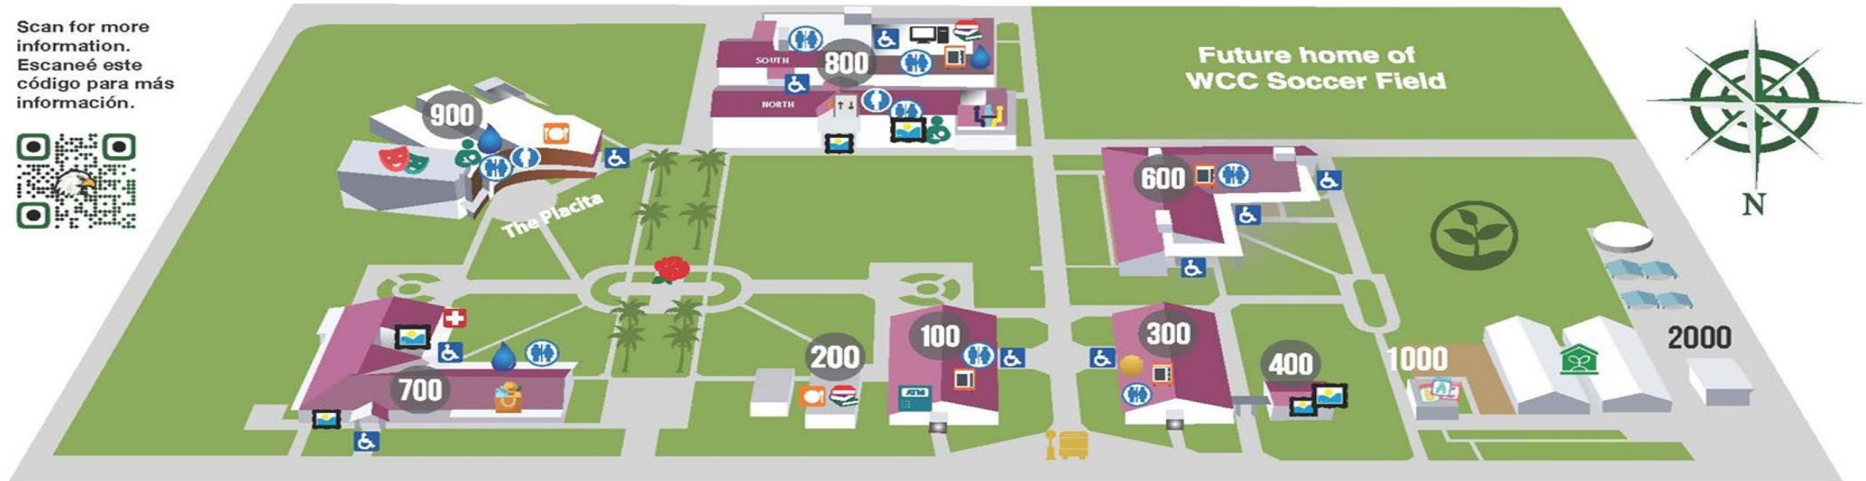 Scan for more
information.
Escaneé este
código para más
información.
SOUTH
800
NORTH
Future home of
WCC Soccer Field
N
900
The Placita
600
700
200
100
ATM
300
400
1000
2000